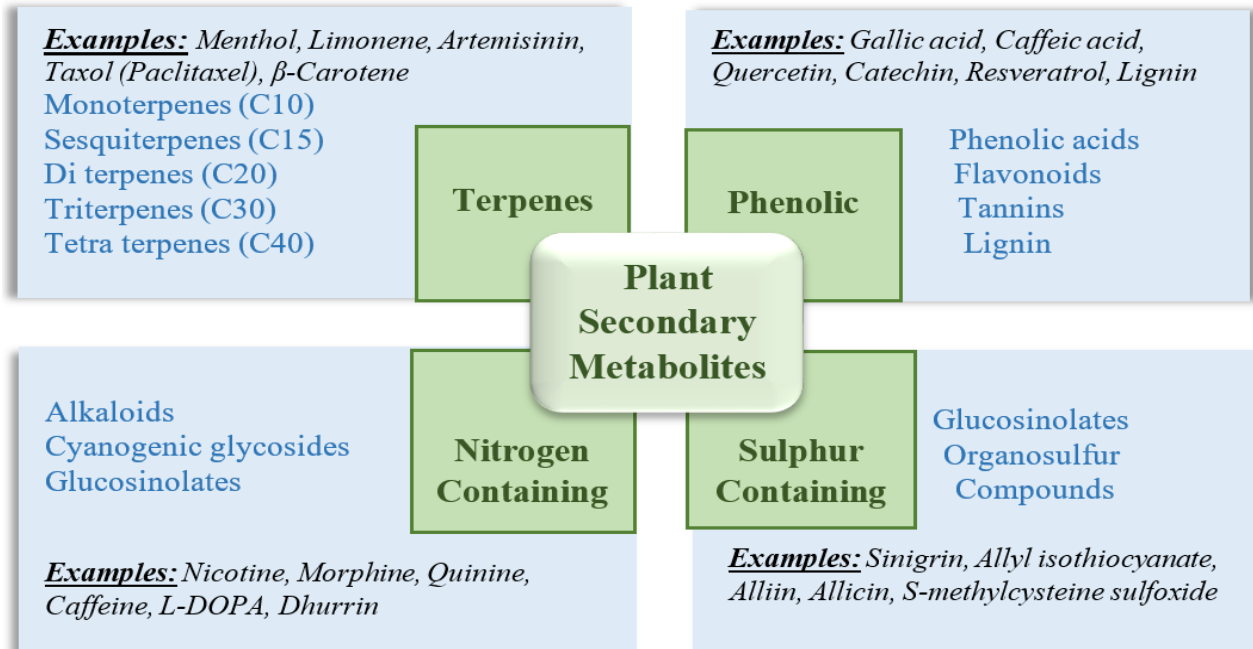 Examples: Menthol, Limonene, Artemisinin,
Taxol (Paclitaxel), β-Carotene
Monoterpenes (C10)
Sesquiterpenes (C15)
Di terpenes (C20)
Triterpenes (C30)
Tetra terpenes (C40)
Terpenes
Examples: Gallic acid, Caffeic acid,
Quercetin, Catechin, Resveratrol, Lignin
Phenolic acids
Flavonoids
Tannins
Lignin
Phenolic
Plant
Secondary
Metabolites
Alkaloids
Cyanogenic glycosides
Glucosinolates
Nitrogen
Containing
Examples: Nicotine, Morphine, Quinine,
Caffeine, L-DOPA, Dhurrin
Sulphur
Containing
Glucosinolates
Organosulfur
Compounds
Examples: Sinigrin, Allyl isothiocyanate,
Alliin, Allicin, S-methylcysteine sulfoxide